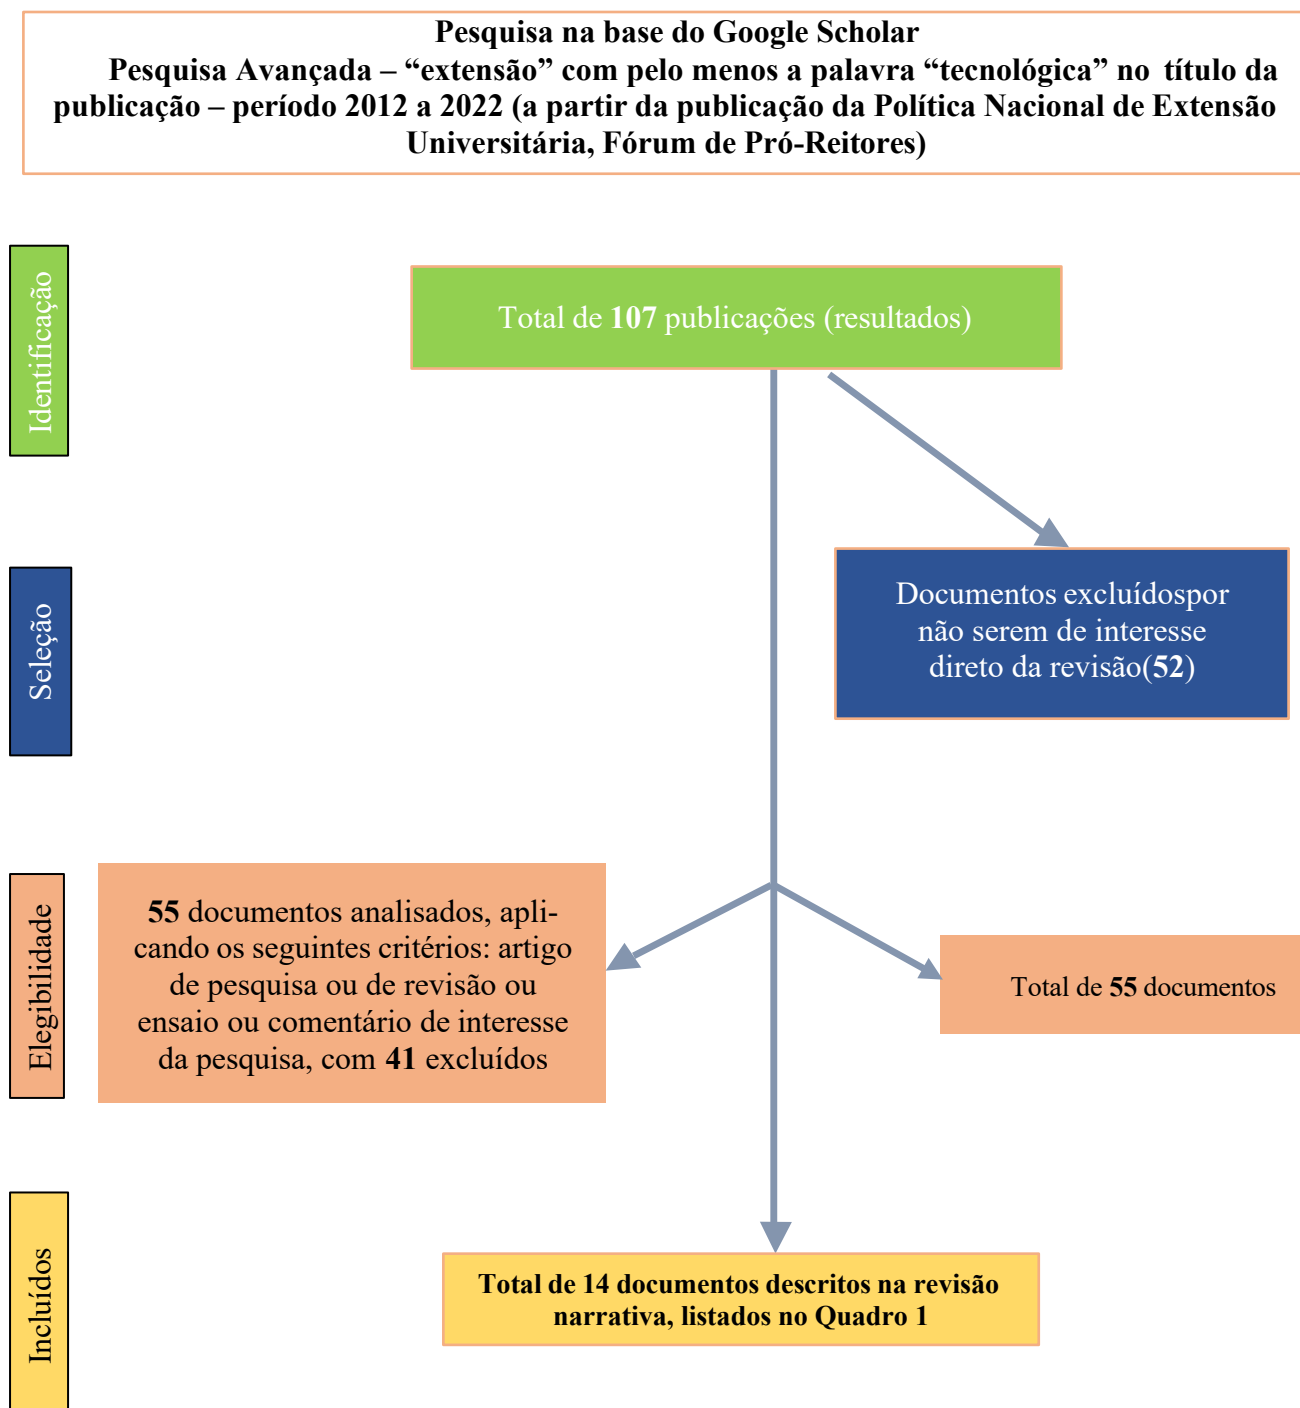 Pesquisa na base do Google Scholar
Pesquisa Avançada – “extensão” com pelo menos a palavra “tecnológica” no título da
publicação – período 2012 a 2022 (a partir da publicação da Política Nacional de Extensão
Universitária, Fórum de Pró-Reitores)
Identificação
Total de 107 publicações (resultados)
Seleção
Documentos excluídospor
não serem de interesse
direto da revisão(52)
Elegibilidade
55 documentos analisados, apli-
cando os seguintes critérios: artigo
de pesquisa ou de revisão ou
ensaio ou comentário de interesse
da pesquisa, com 41 excluídos
Total de 55 documentos
Incluídos
Total de 14 documentos descritos na revisão
narrativa, listados no Quadro 1